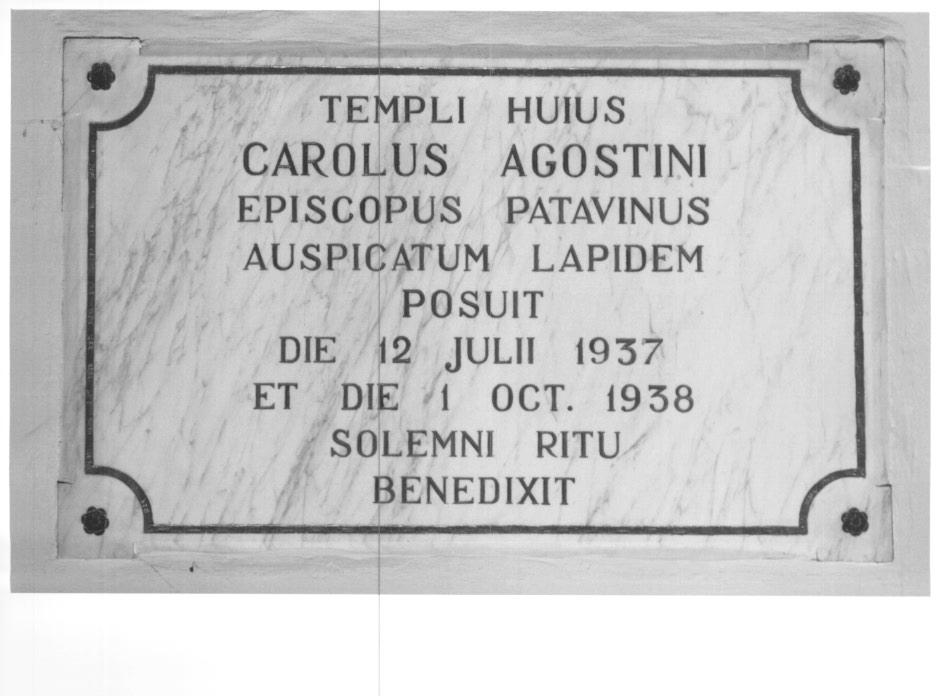 TEMPLI HUIUS
CAROLUS AGOSTINI
EPISCOPUS PATAVINUS
AUSPICATUM LAPIDEM
POSUIT
DIE 12 JULII 1937
ET DIE 1 OCT. 1938
SOLEMNI RITU
BENEDIXIT